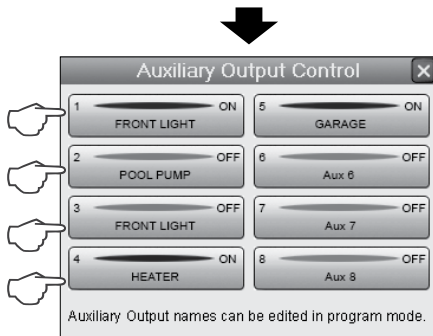 Auxiliary Output Control X
1 ON
FRONT LIGHT
5 ON
GARAGE
2 OFF
POOL PUMP
6 OFF
Aux 6
3 OFF
FRONT LIGHT
7 OFF
Aux 7
4 ON
HEATER
8 OFF
Aux 8
Auxiliary Output names can be edited in program mode.